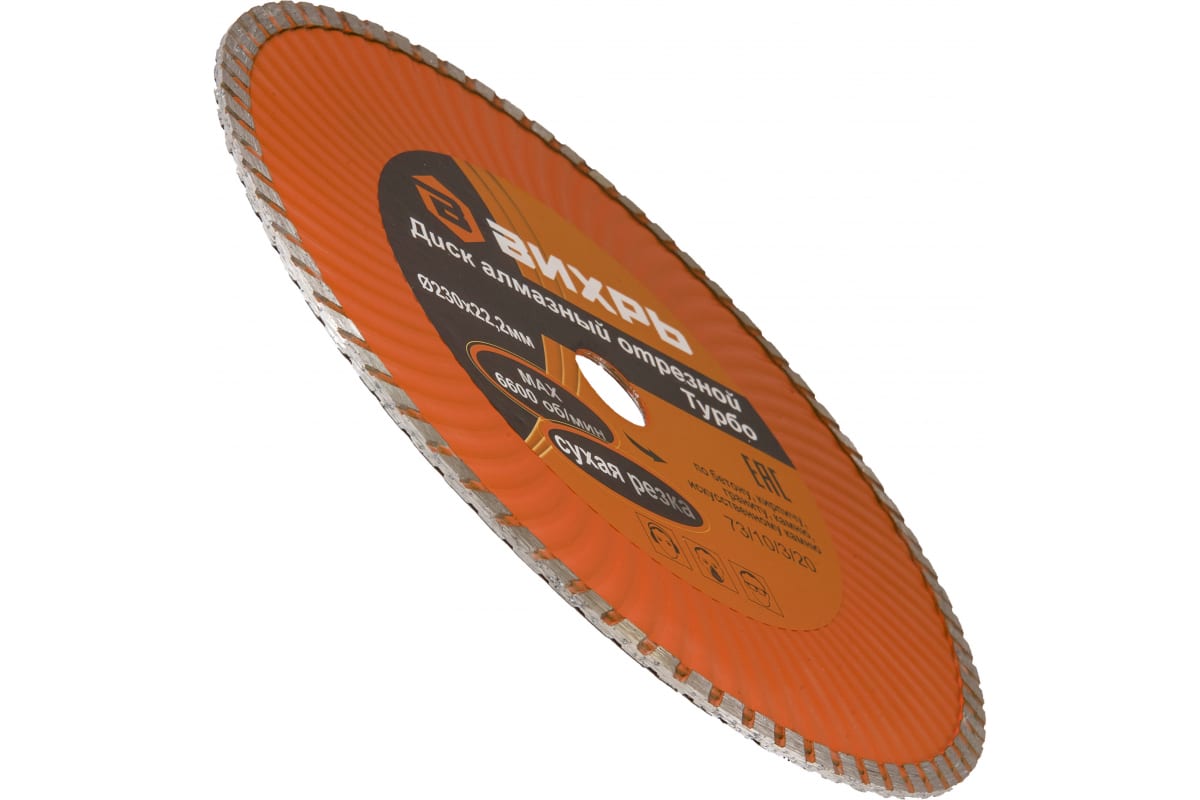 В
ВИХРЬ
Диск алмазный отрезной
Турбо
Ø230х22,2мм
MAX
6600 об/мин
сухая резка
EAC
по бетону, кирпичу,
граниту, камню,
искусственному камню
73/10/3/20